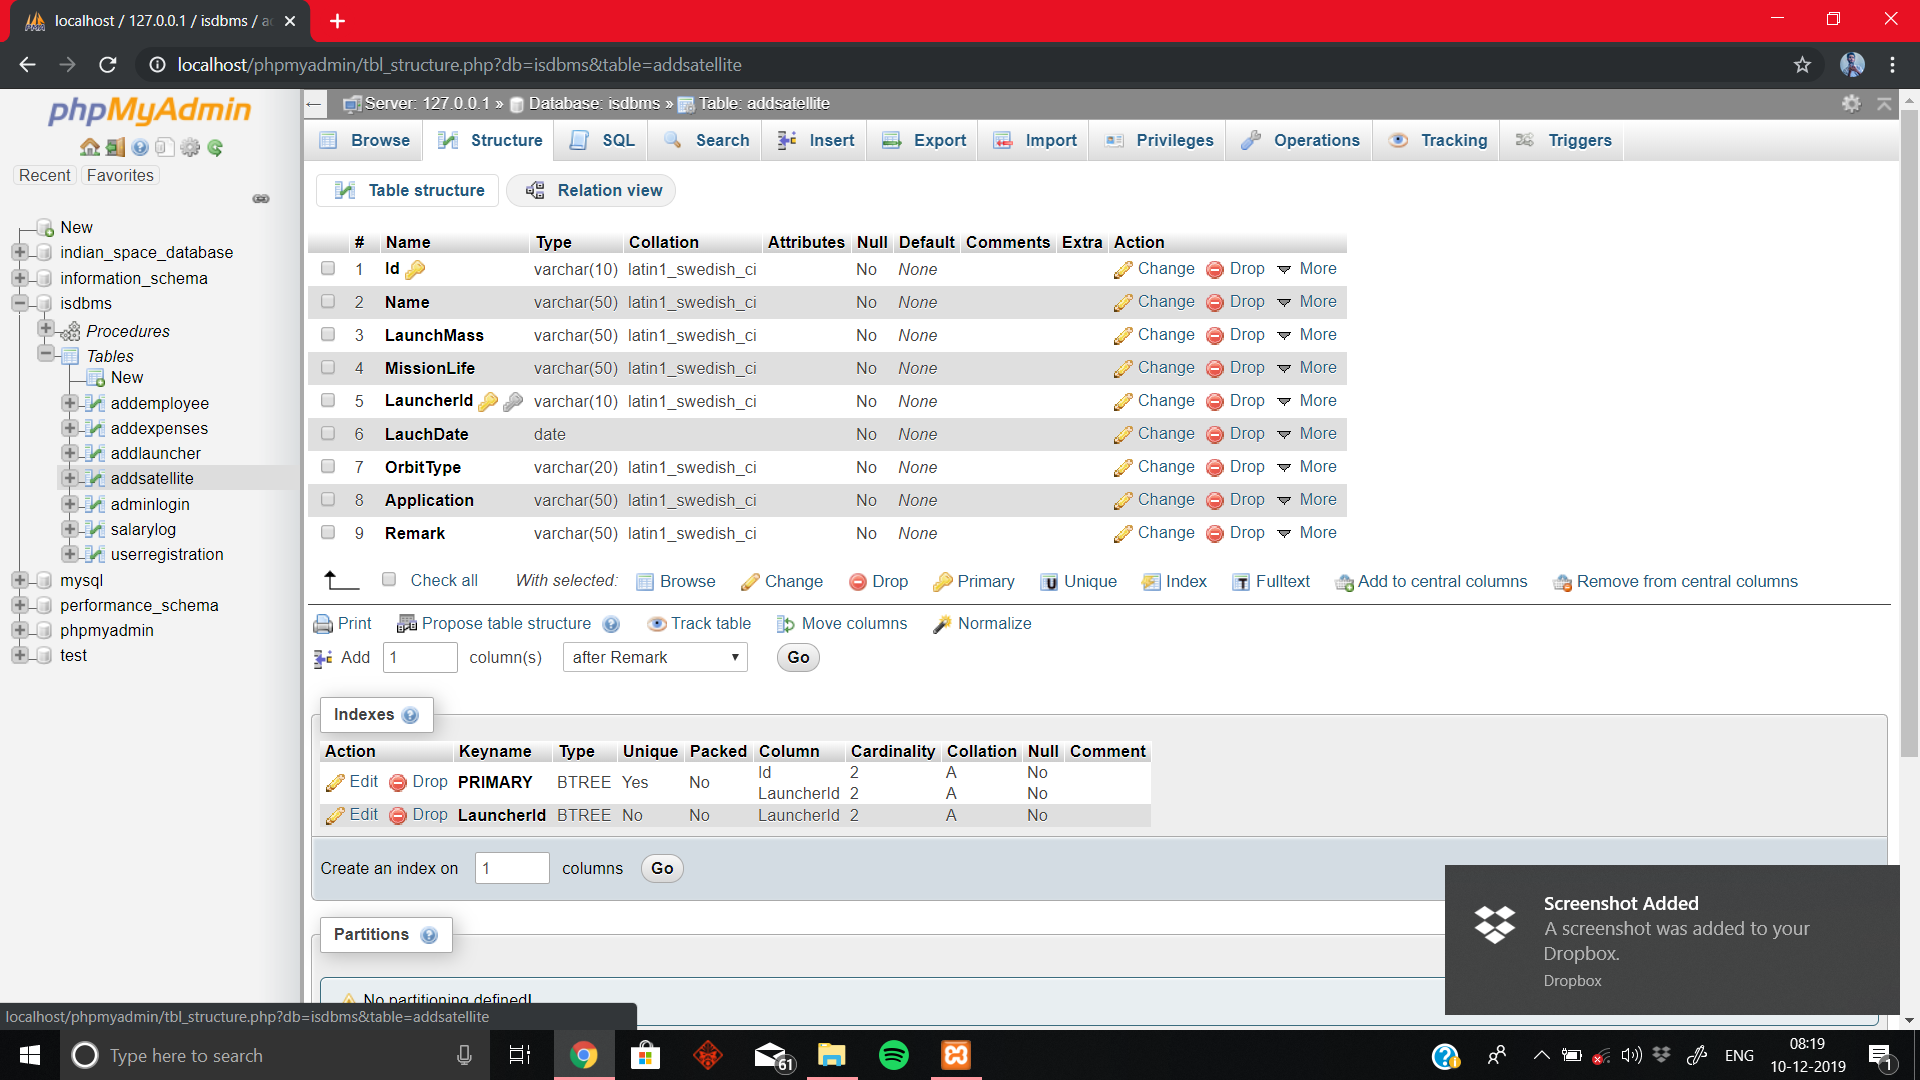 localhost / 127.0.0.1 / isdbms / ad
localhost/phpmyadmin/tbl_structure.php?db=isdbms&table=addsatellite
phpMyAdmin
Recent Favorites
New
indian_space_database
information_schema
isdbms
Procedures
Tables
New
addemployee
addexpenses
addlauncher
addsatellite
adminlogin
salarylog
userregistration
mysql
performance_schema
phpmyadmin
test
Server: 127.0.0.1 » Database: isdbms » Table: addsatellite
Browse Structure SQL Search Insert Export Import Privileges Operations Tracking Triggers
Table structure Relation view
# Name Type Collation Attributes Null Default Comments Extra Action
1 Id varchar(10) latin1_swedish_ci No None Change Drop More
2 Name varchar(50) latin1_swedish_ci No None Change Drop More
3 LaunchMass varchar(50) latin1_swedish_ci No None Change Drop More
4 MissionLife varchar(50) latin1_swedish_ci No None Change Drop More
5 LauncherId varchar(10) latin1_swedish_ci No None Change Drop More
6 LauchDate date No None Change Drop More
7 OrbitType varchar(20) latin1_swedish_ci No None Change Drop More
8 Application varchar(50) latin1_swedish_ci No None Change Drop More
9 Remark varchar(50) latin1_swedish_ci No None Change Drop More
Check all With selected: Browse Change Drop Primary Unique Index Fulltext Add to central columns Remove from central columns
Print Propose table structure Track table Move columns Normalize
Add 1 column(s) after Remark Go
Indexes
Action Keyname Type Unique Packed Column Cardinality Collation Null Comment
Edit Drop PRIMARY BTREE Yes No Id 2 A No
LauncherId 2 A No
Edit Drop LauncherId BTREE No No LauncherId 2 A No
Create an index on 1 columns Go
Partitions
No partitioning defined!
Screenshot Added
A screenshot was added to your
Dropbox.
Dropbox
localhost/phpmyadmin/tbl_structure.php?db=isdbms&table=addsatellite
Type here to search
61
ENG
08:19
10-12-2019
1